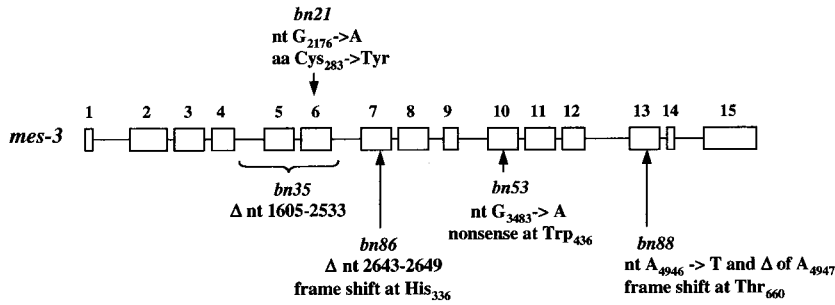 bn21
nt G2176->A
aa Cys283->Tyr
1 2 3 4 5 6 7 8 9 10 11 12 13 14 15
mes-3
bn35
Δ nt 1605-2533
bn86
Δ nt 2643-2649
frame shift at His336
bn53
nt G3483-> A
nonsense at Trp436
bn88
nt A4946 -> T and Δ of A4947
frame shift at Thr660